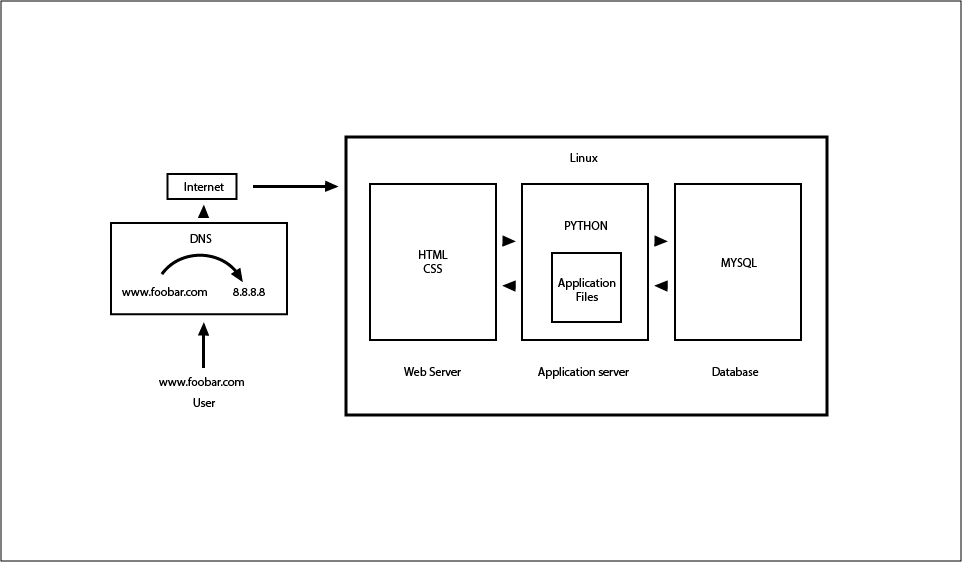 Linux
Internet
DNS
www.foobar.com
8.8.8.8
www.foobar.com
User
HTML
CSS
Web Server
PYTHON
Application
Files
Application server
MYSQL
Database